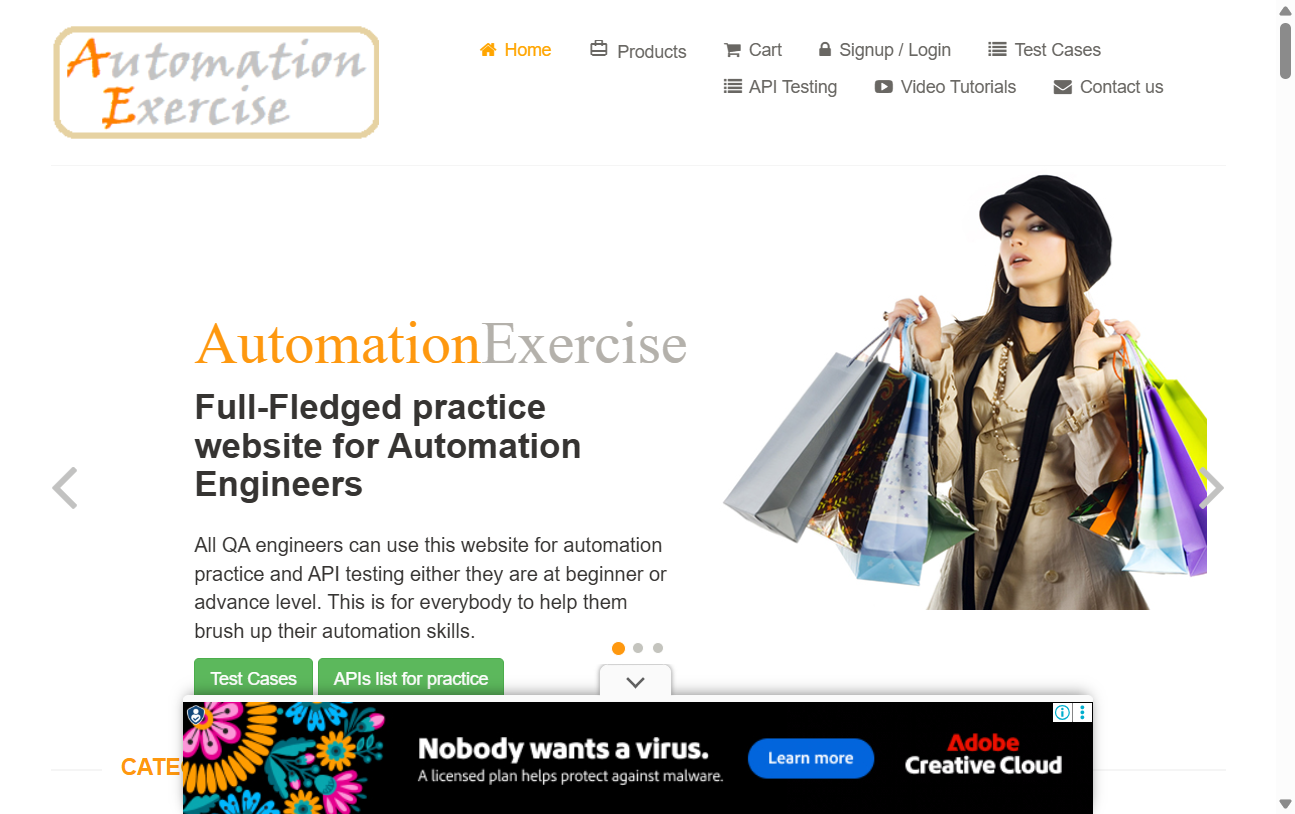 Automation
Exercise
Home
Products
Cart
Signup / Login
Test Cases
API Testing
Video Tutorials
Contact us
AutomationExercise
Full-Fledged practice
website for Automation
Engineers
All QA engineers can use this website for automation
practice and API testing either they are at beginner or
advance level. This is for everybody to help them
brush up their automation skills.
Test Cases
APIs list for practice
CATE
Nobody wants a virus.
A licensed plan helps protect against malware.
Learn more
Adobe
Creative Cloud